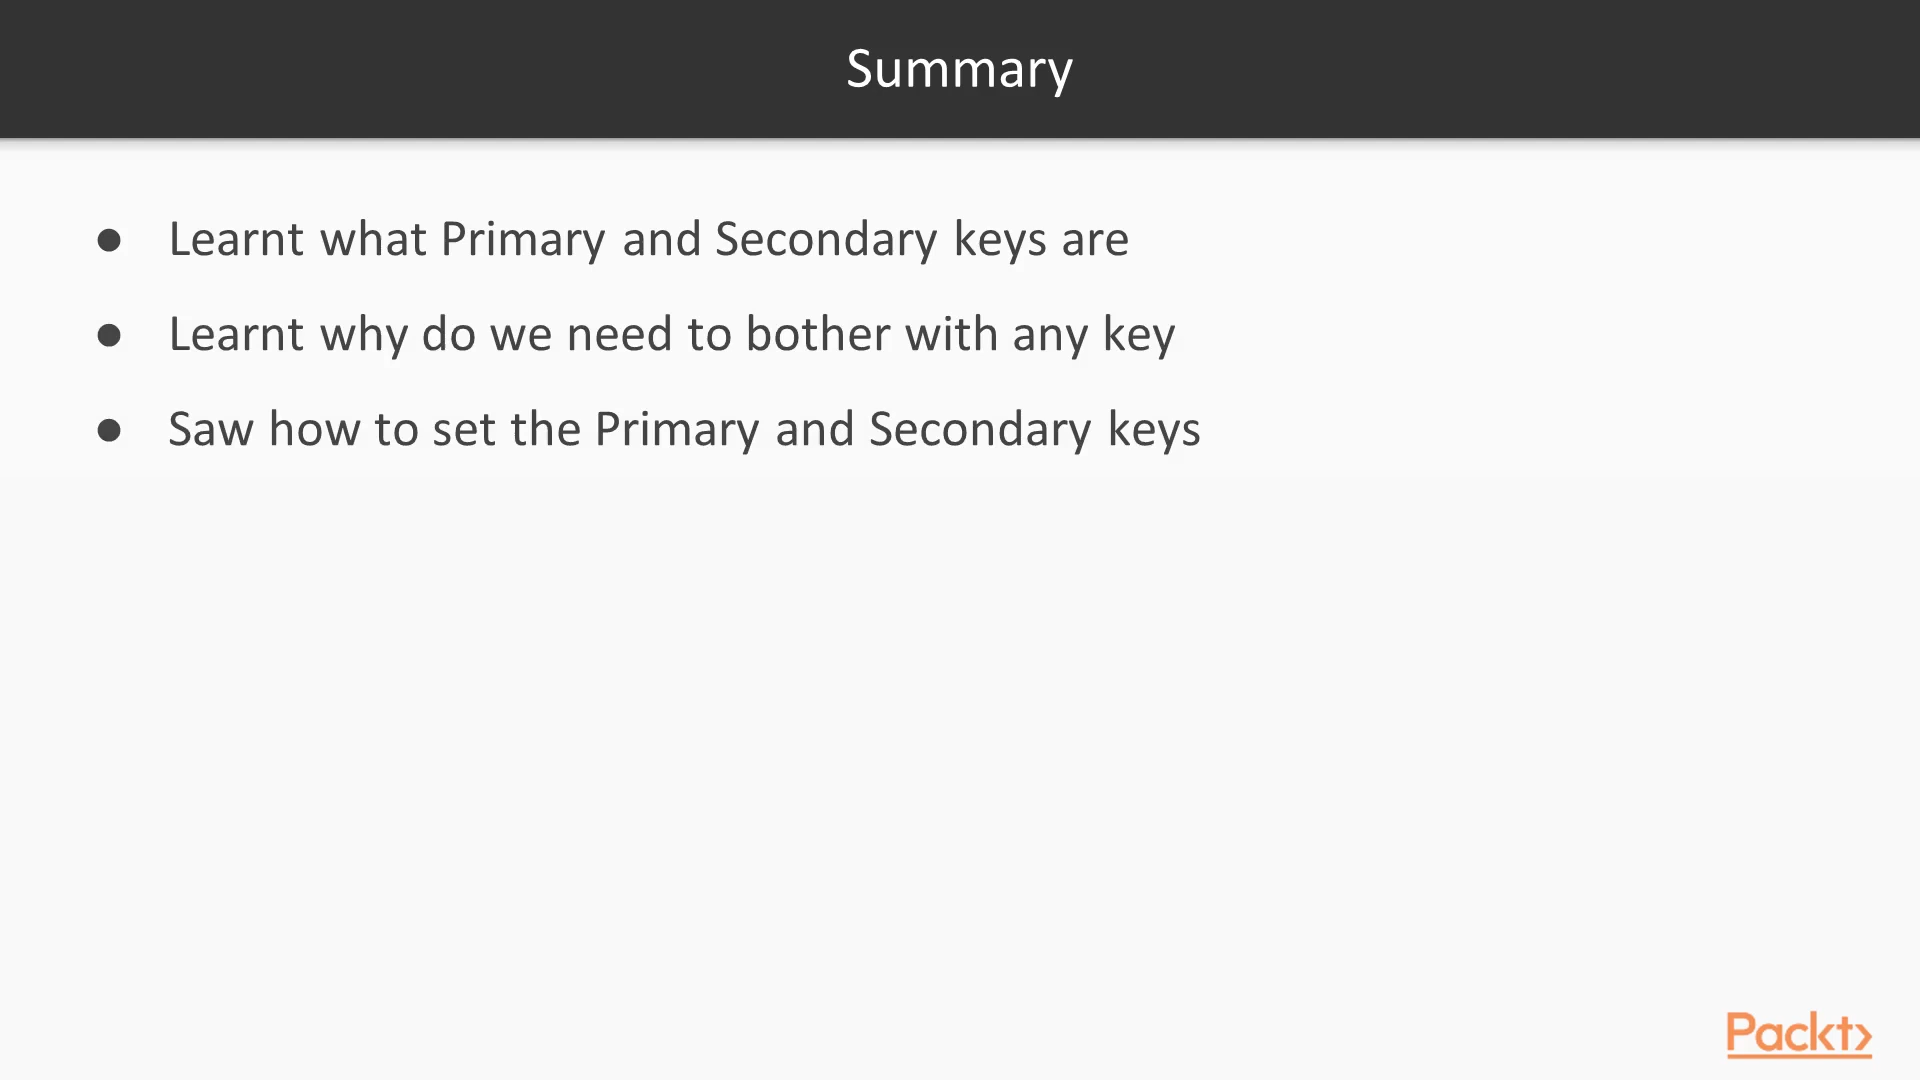 Summary
● Learnt what Primary and Secondary keys are
● Learnt why do we need to bother with any key
● Saw how to set the Primary and Secondary keys
Packt>